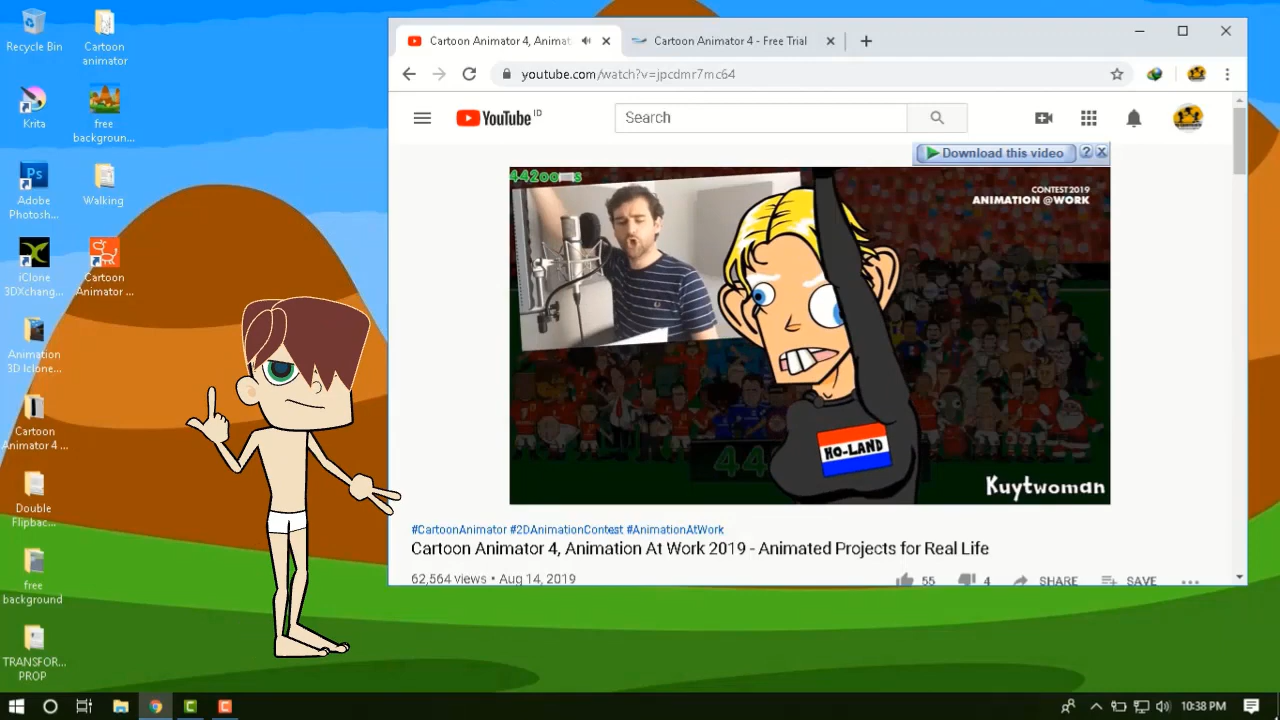 Recycle Bin
Cartoon
animator
Krita
free
backgroun...
Adobe
Photosh...
Walking
iClone
3DXchang...
Cartoon
Animator ...
Animation
3D Iclone...
Cartoon
Animator 4 ...
Double
Flipbac...
free
background
TRANSFOR...
PROP
Cartoon Animator 4, Animat
Cartoon Animator 4 - Free Trial
youtube.com/watch?v=jpcdmr7mc64
YouTube ID
Search
Download this video
CONTEST 2019
ANIMATION @WORK
HO-LAND
Kuytwoman
#CartoonAnimator #2DAnimationContest #AnimationAtWork
Cartoon Animator 4, Animation At Work 2019 - Animated Projects for Real Life
62,564 views • Aug 14, 2019
55
4
SHARE
SAVE
10:38 PM